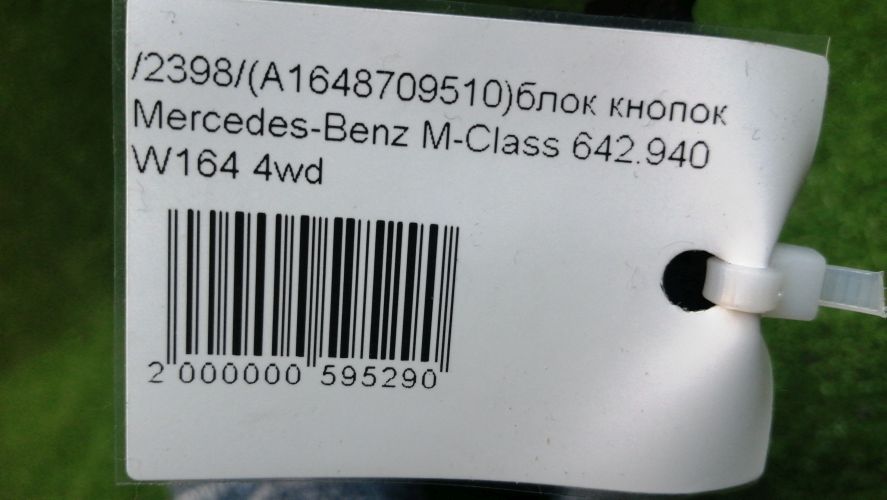 /2398/(A1648709510)блок кнопок
Mercedes-Benz M-Class 642.940
W164 4wd
2 000000 595290